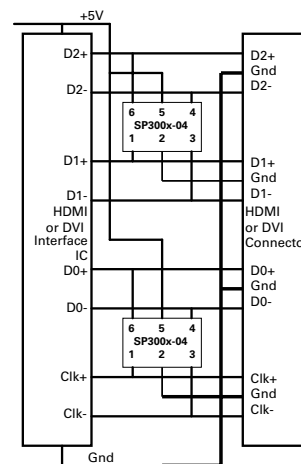 +5V
D2+
D2-
D1+
D1-
HDMI
or DVI
Interface
IC
D0+
D0-
Clk+
Clk-
Gnd
6 5 4
SP300x-04
1 2 3
6 5 4
SP300x-04
1 2 3
D2+
Gnd
D2-
D1+
Gnd
D1-
HDMI
or DVI
Connecto
D0+
Gnd
D0-
Clk+
Gnd
Clk-